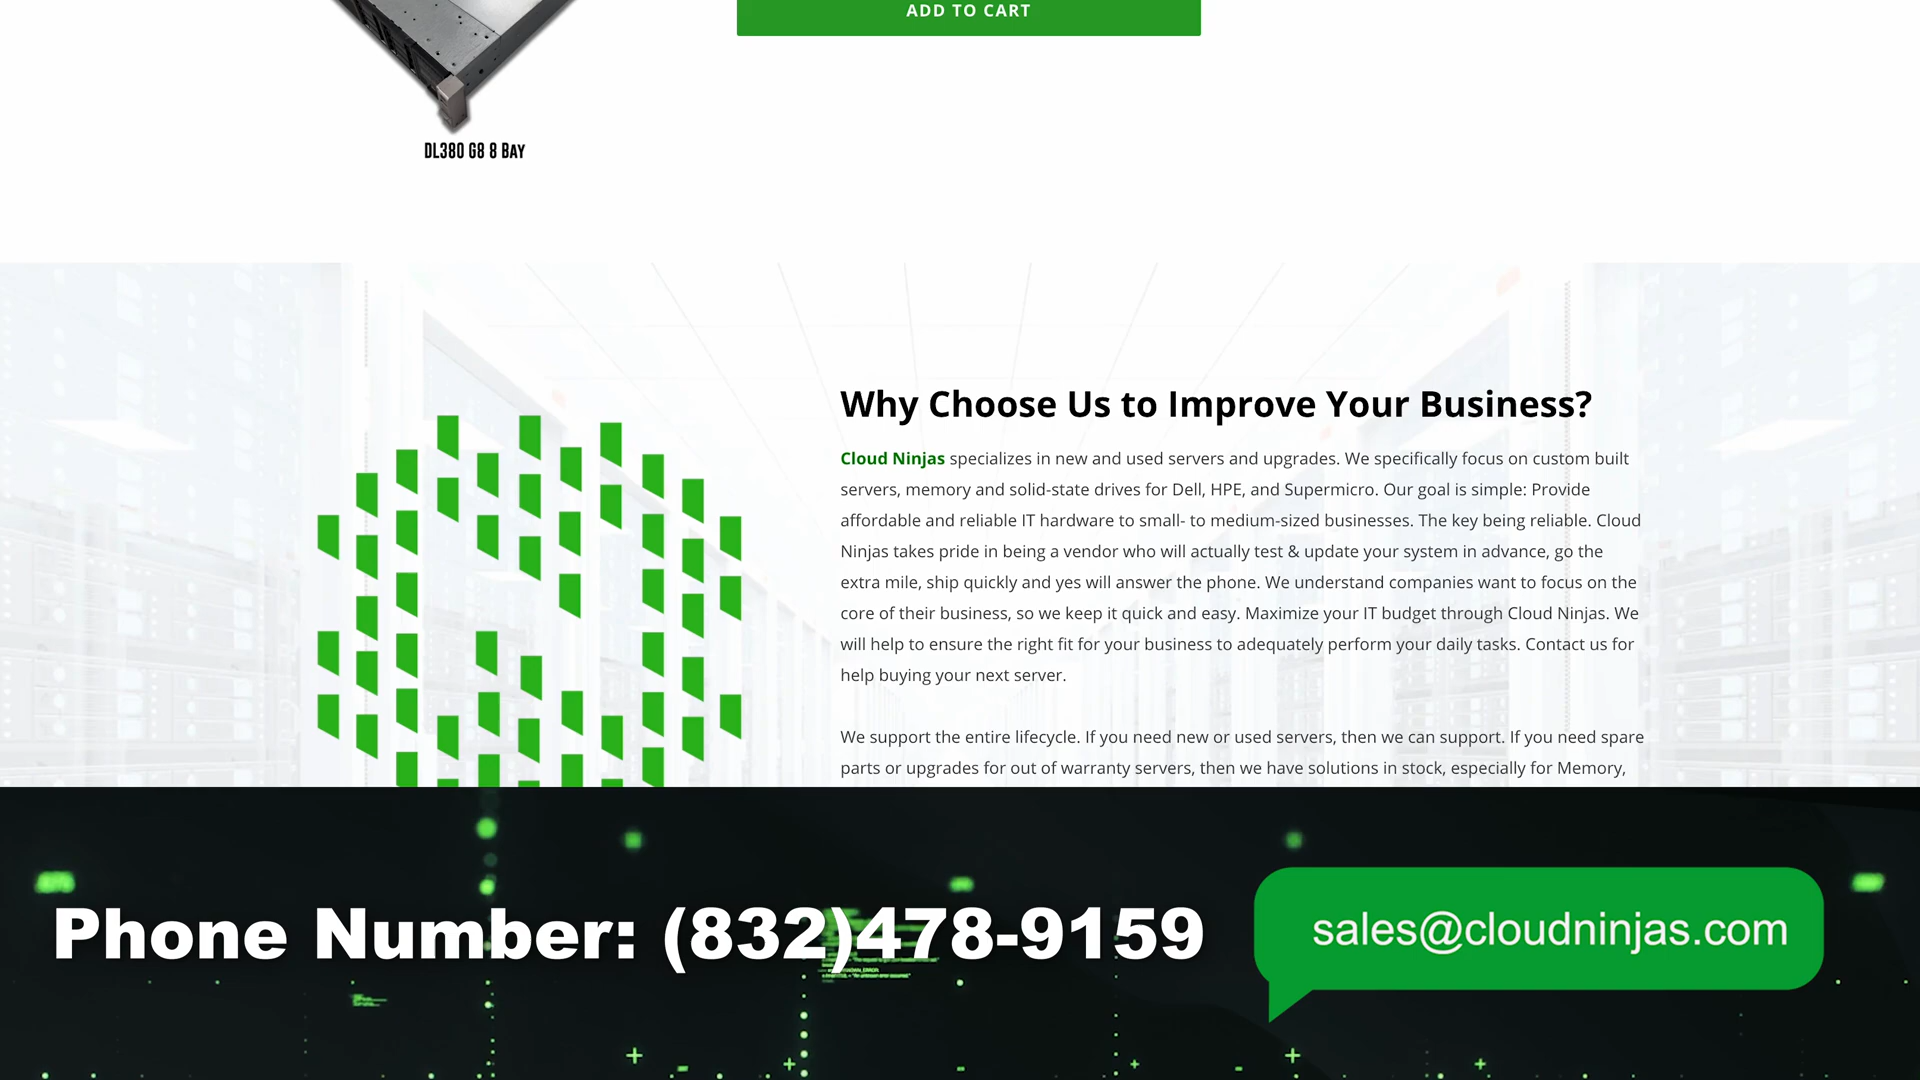 ADD TO CART
DL380 G8 8 BAY
Why Choose Us to Improve Your Business?
Cloud Ninjas specializes in new and used servers and upgrades. We specifically focus on custom built
servers, memory and solid-state drives for Dell, HPE, and Supermicro. Our goal is simple: Provide
affordable and reliable IT hardware to small- to medium-sized businesses. The key being reliable. Cloud
Ninjas takes pride in being a vendor who will actually test & update your system in advance, go the
extra mile, ship quickly and yes will answer the phone. We understand companies want to focus on the
core of their business, so we keep it quick and easy. Maximize your IT budget through Cloud Ninjas. We
will help to ensure the right fit for your business to adequately perform your daily tasks. Contact us for
help buying your next server.
We support the entire lifecycle. If you need new or used servers, then we can support. If you need spare
parts or upgrades for out of warranty servers, then we have solutions in stock, especially for Memory,
Phone Number: (832)478-9159
sales@cloudninjas.com